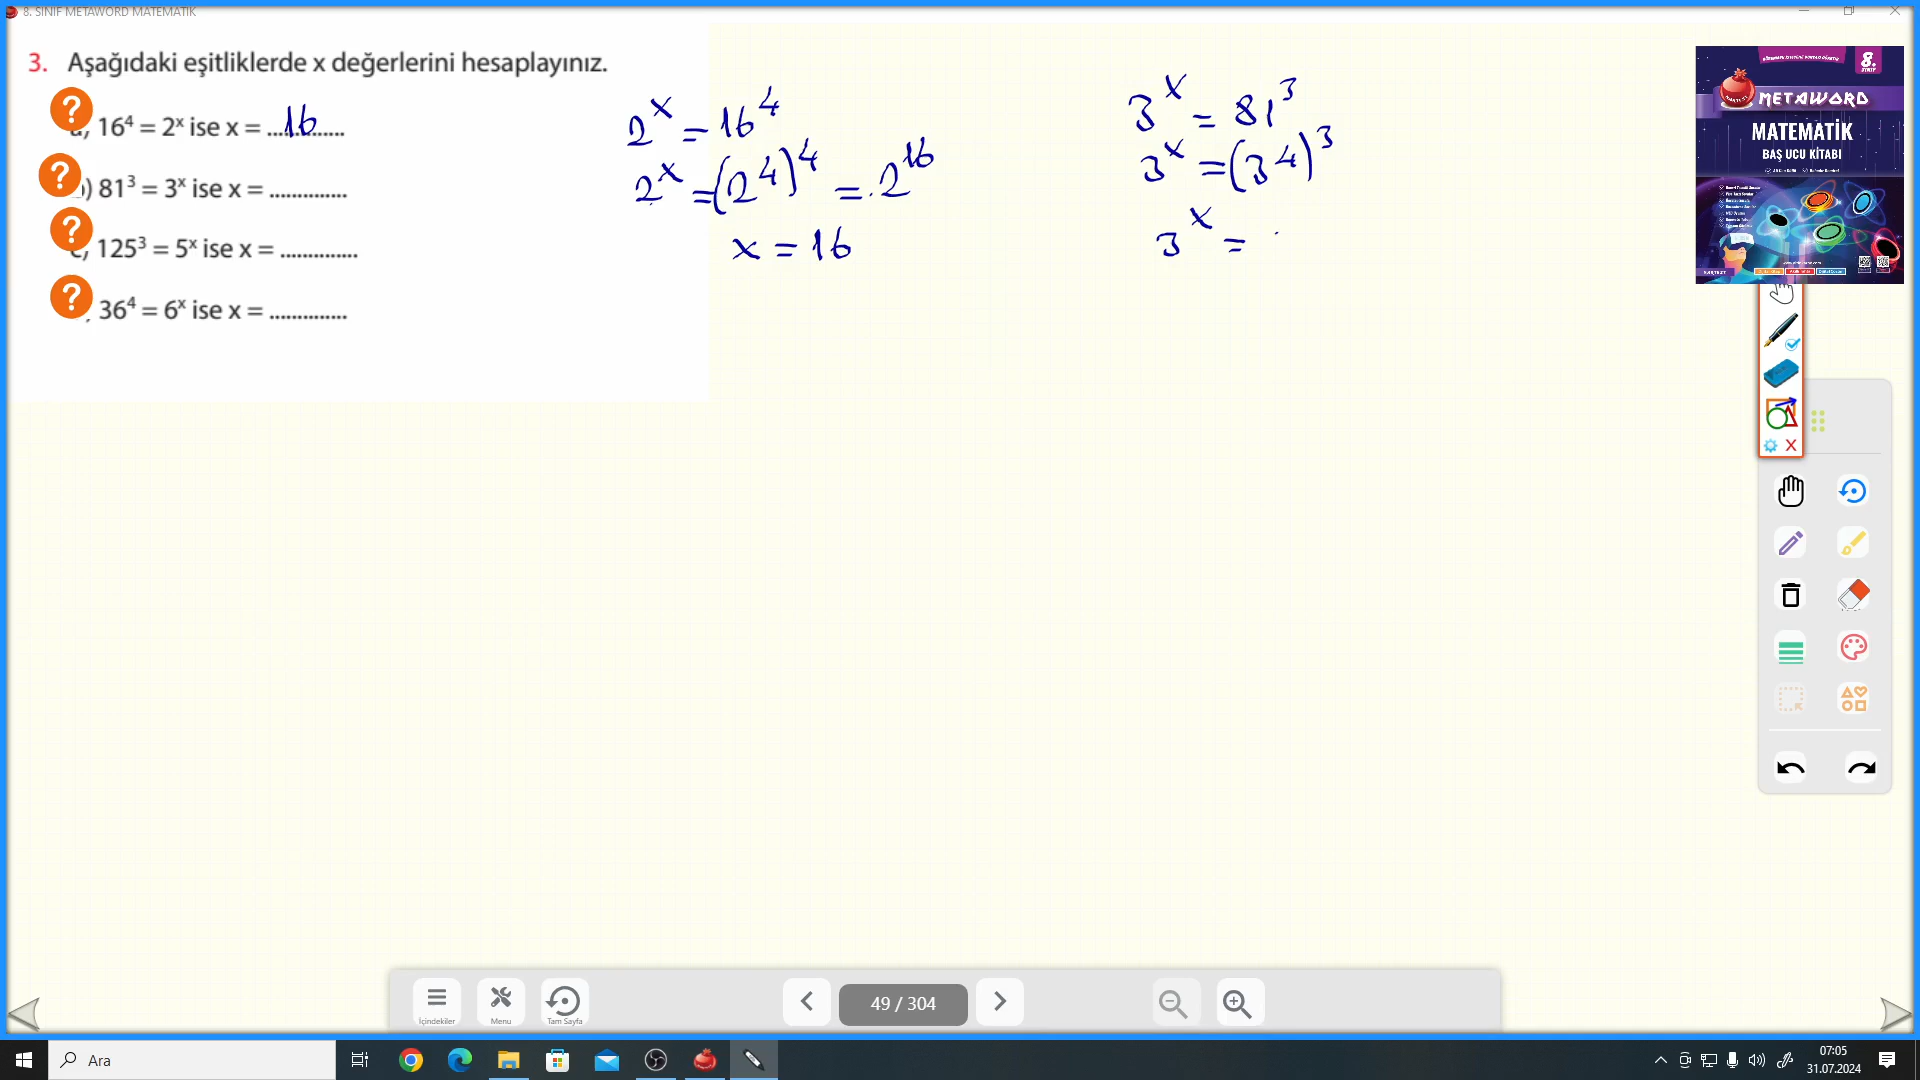 8. SINIF METAWORD MATEMATİK
3. Aşağıdaki eşitliklerde x değerlerini hesaplayınız.
16⁴ = 2ˣ ise x = ....16.......
) 81³ = 3ˣ ise x = ..............
125³ = 5ˣ ise x = ..............
36⁴ = 6ˣ ise x = ..............
2ˣ = 16⁴
2ˣ = (2⁴)⁴ = 2¹⁶
x = 16
3ˣ = 81³
3ˣ = (3⁴)³
3ˣ =
8.
SINIF
METAWORD
MATEMATİK
BAŞ UCU KİTABI
İçindekiler
Menu
Tam Sayfa
49 / 304
Ara
07:05
31.07.2024